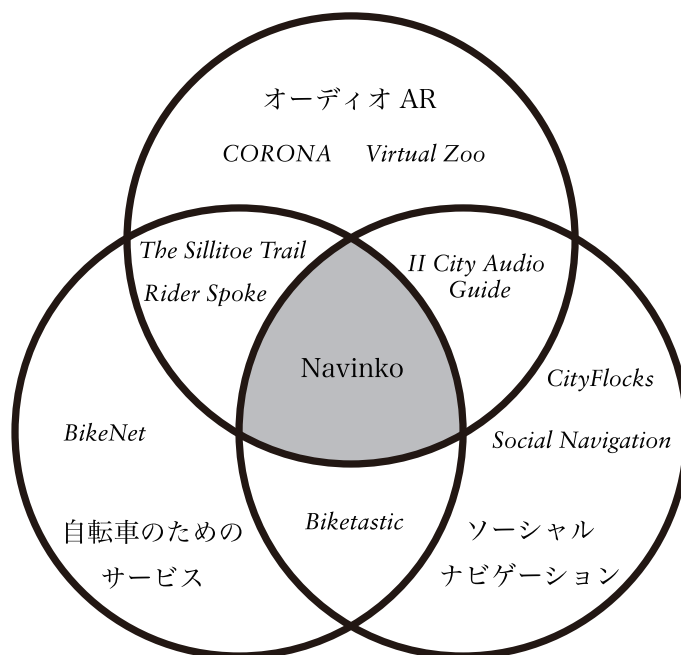 オーディオ AR
CORONA Virtual Zoo
The Sillitoe Trail
Rider Spoke
II City Audio
Guide
Navinko
CityFlocks
Social Navigation
BikeNet
Biketastic
自転車のための
サービス
ソーシャル
ナビゲーション